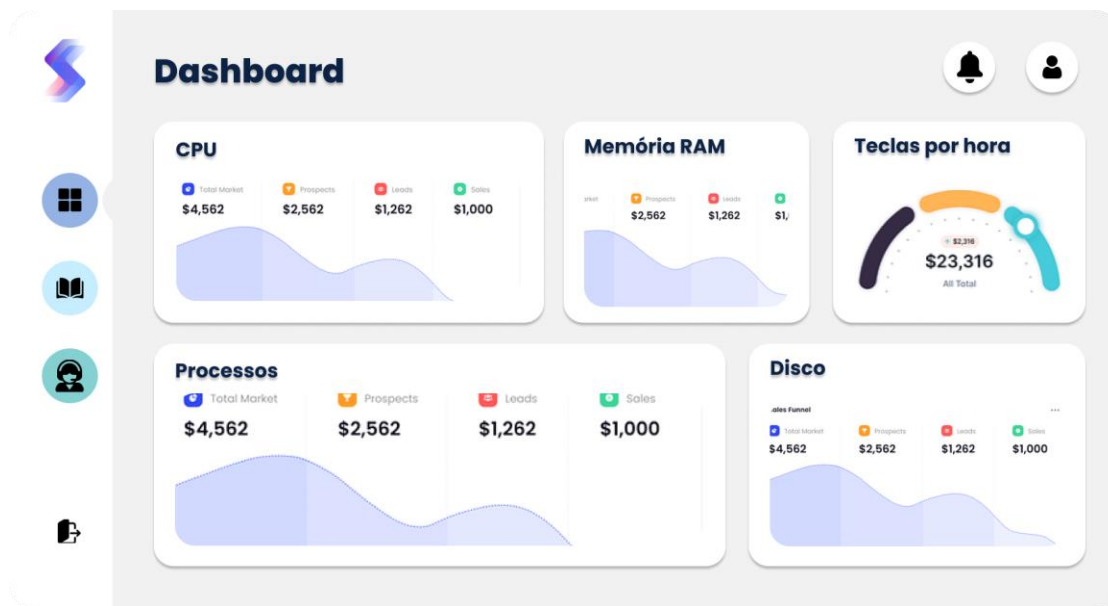 Dashboard
CPU
Total Market Prospects Leads Sales
$4,562 $2,562 $1,262 $1,000
Memória RAM
Prospects Leads
$2,562 $1,262 $1,
Teclas por hora
$2,316
$23,316
All Total
Processos
Total Market Prospects Leads Sales
$4,562 $2,562 $1,262 $1,000
Disco
ales Funnel
Total Market Prospects Leads Sales
$4,562 $2,562 $1,262 $1,000